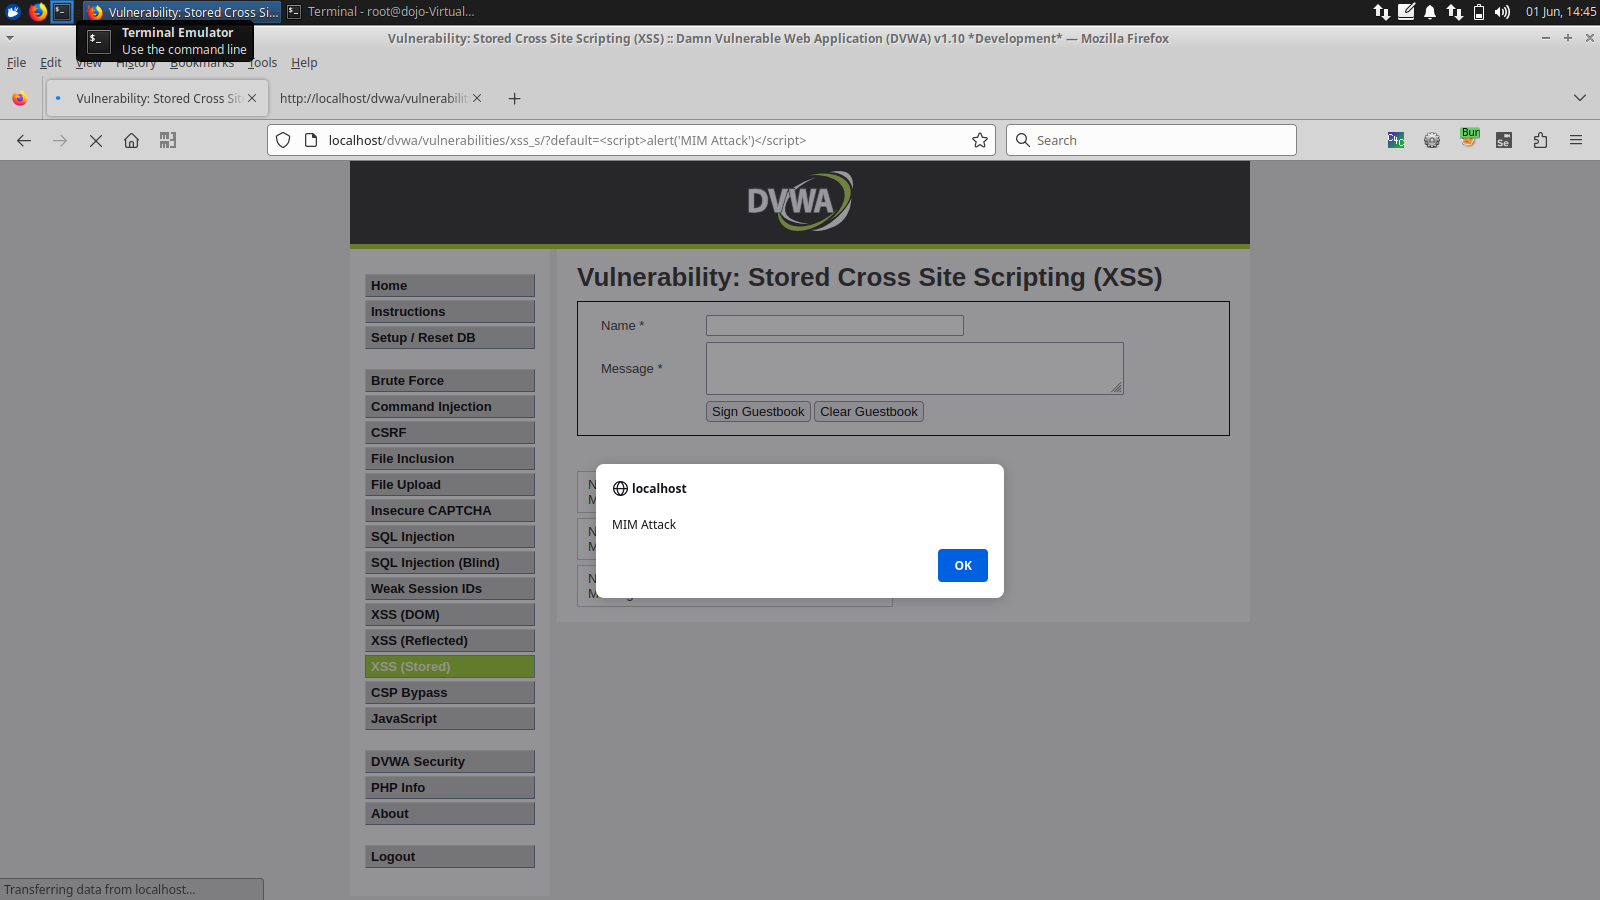 Vulnerability: Stored Cross Si...
Terminal - root@dojo-Virtual...
01 Jun, 14:45
Terminal Emulator
Use the command line
Vulnerability: Stored Cross Site Scripting (XSS) :: Damn Vulnerable Web Application (DVWA) v1.10 *Development* — Mozilla Firefox
File Edit View History Bookmarks Tools Help
Vulnerability: Stored Cross Sit
http://localhost/dvwa/vulnerabilit
localhost/dvwa/vulnerabilities/xss_s/?default=<script>alert('MIM Attack')</script>
Search
Bur
Se
DVWA
Home
Instructions
Setup / Reset DB
Brute Force
Command Injection
CSRF
File Inclusion
File Upload
Insecure CAPTCHA
SQL Injection
SQL Injection (Blind)
Weak Session IDs
XSS (DOM)
XSS (Reflected)
XSS (Stored)
CSP Bypass
JavaScript
DVWA Security
PHP Info
About
Logout
Vulnerability: Stored Cross Site Scripting (XSS)
Name *
Message *
Sign Guestbook Clear Guestbook
localhost
MIM Attack
OK
Transferring data from localhost...